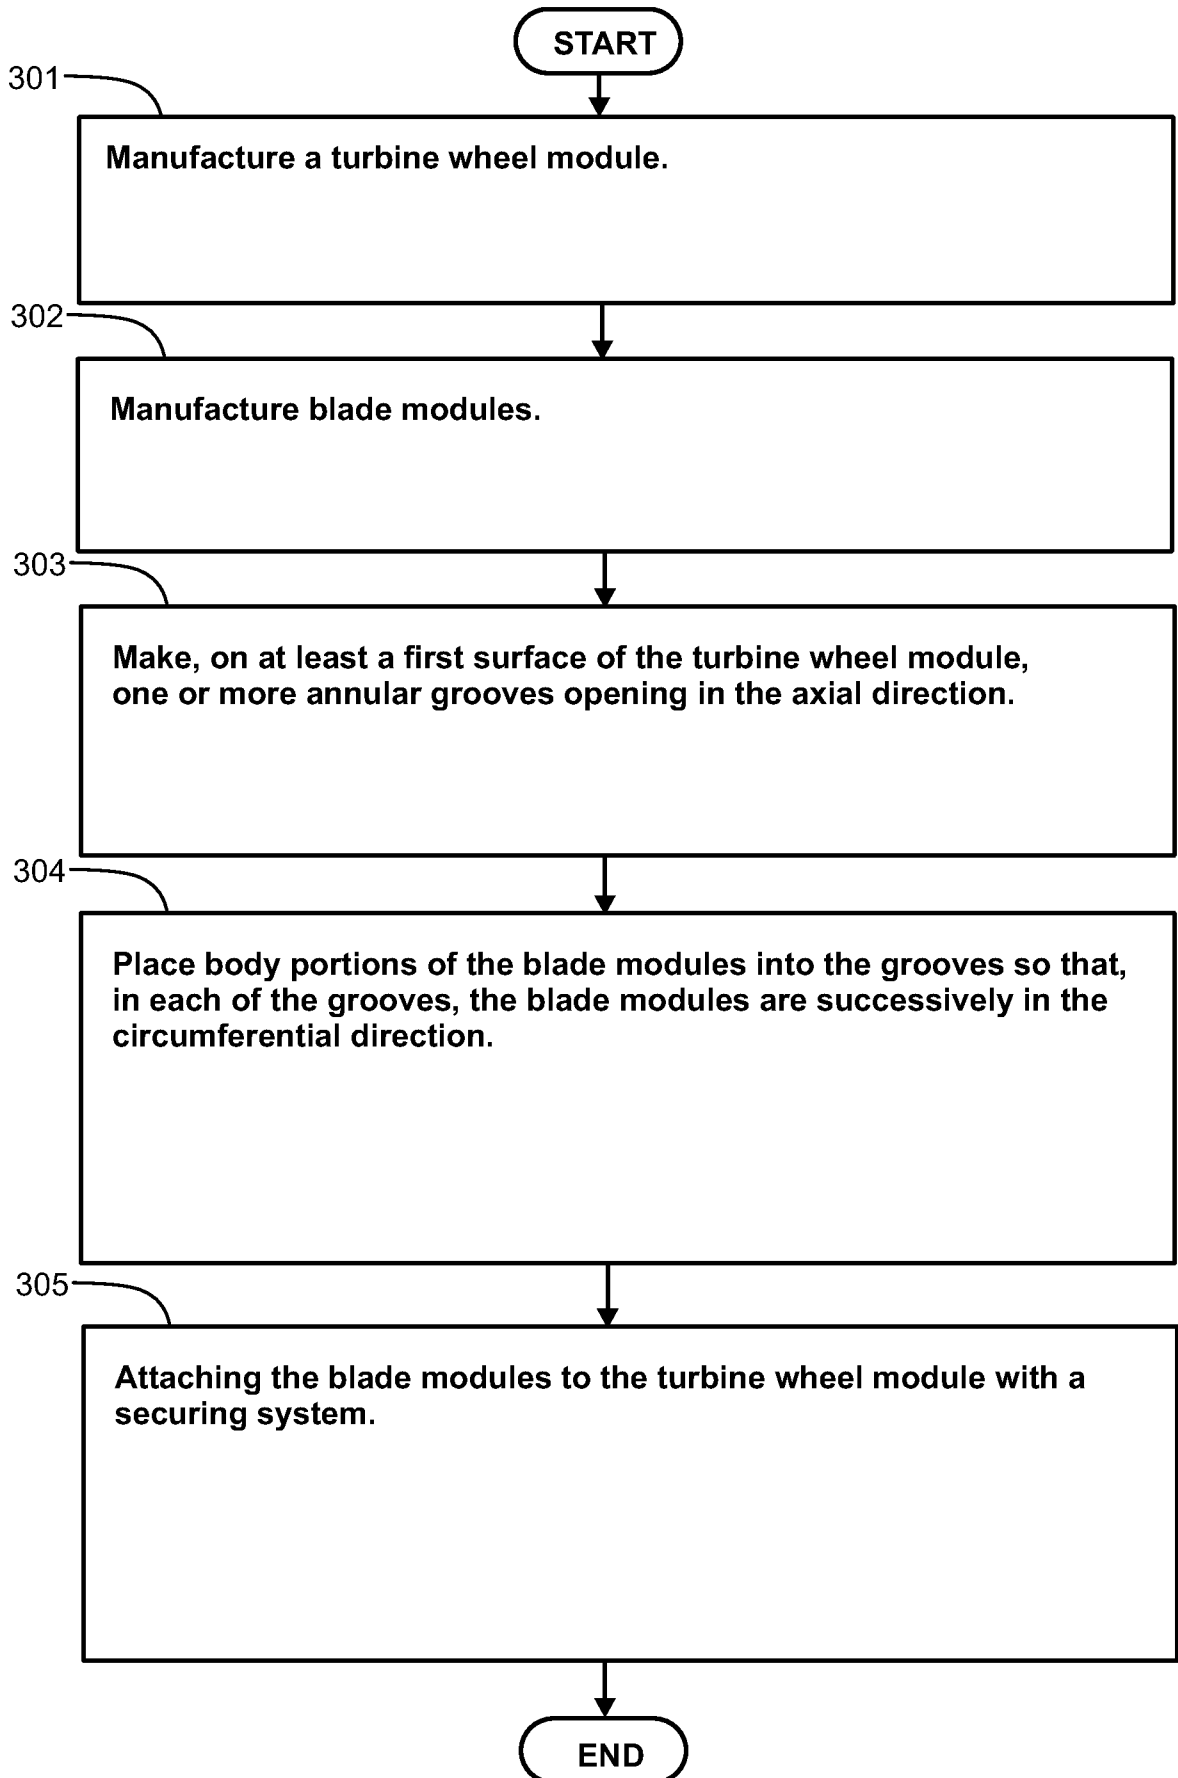 START
301
Manufacture a turbine wheel module.
302
Manufacture blade modules.
303
Make, on at least a first surface of the turbine wheel module,
one or more annular grooves opening in the axial direction.
304
Place body portions of the blade modules into the grooves so that,
in each of the grooves, the blade modules are successively in the
circumferential direction.
305
Attaching the blade modules to the turbine wheel module with a
securing system.
END